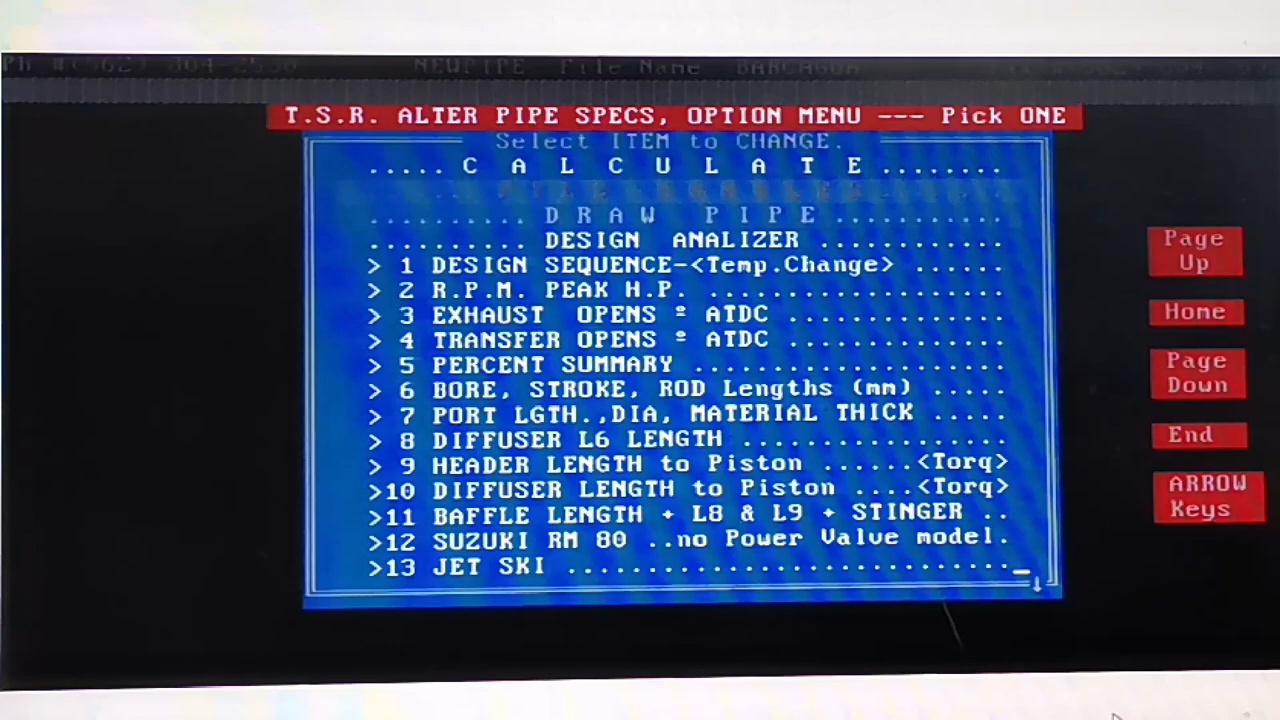 NEWPIPE File Name
T.S.R. ALTER PIPE SPECS, OPTION MENU --- Pick ONE
Select ITEM to CHANGE.
..... C A L C U L A T E ........
.......... D R A W P I P E ...........
.......... DESIGN ANALIZER ............
> 1 DESIGN SEQUENCE-<Temp.Change> ......
> 2 R.P.M. PEAK H.P. ...................
> 3 EXHAUST OPENS º ATDC ..............
> 4 TRANSFER OPENS º ATDC ..............
> 5 PERCENT SUMMARY ....................
> 6 BORE, STROKE, ROD Lengths (mm) .....
> 7 PORT LGTH.,DIA, MATERIAL THICK .....
> 8 DIFFUSER L6 LENGTH .................
> 9 HEADER LENGTH to Piston ......<Torq>
>10 DIFFUSER LENGTH to Piston ....<Torq>
>11 BAFFLE LENGTH + L8 & L9 + STINGER ..
>12 SUZUKI RM 80 ..no Power Valve model.
>13 JET SKI ............................
Page
Up
Home
Page
Down
End
ARROW
Keys